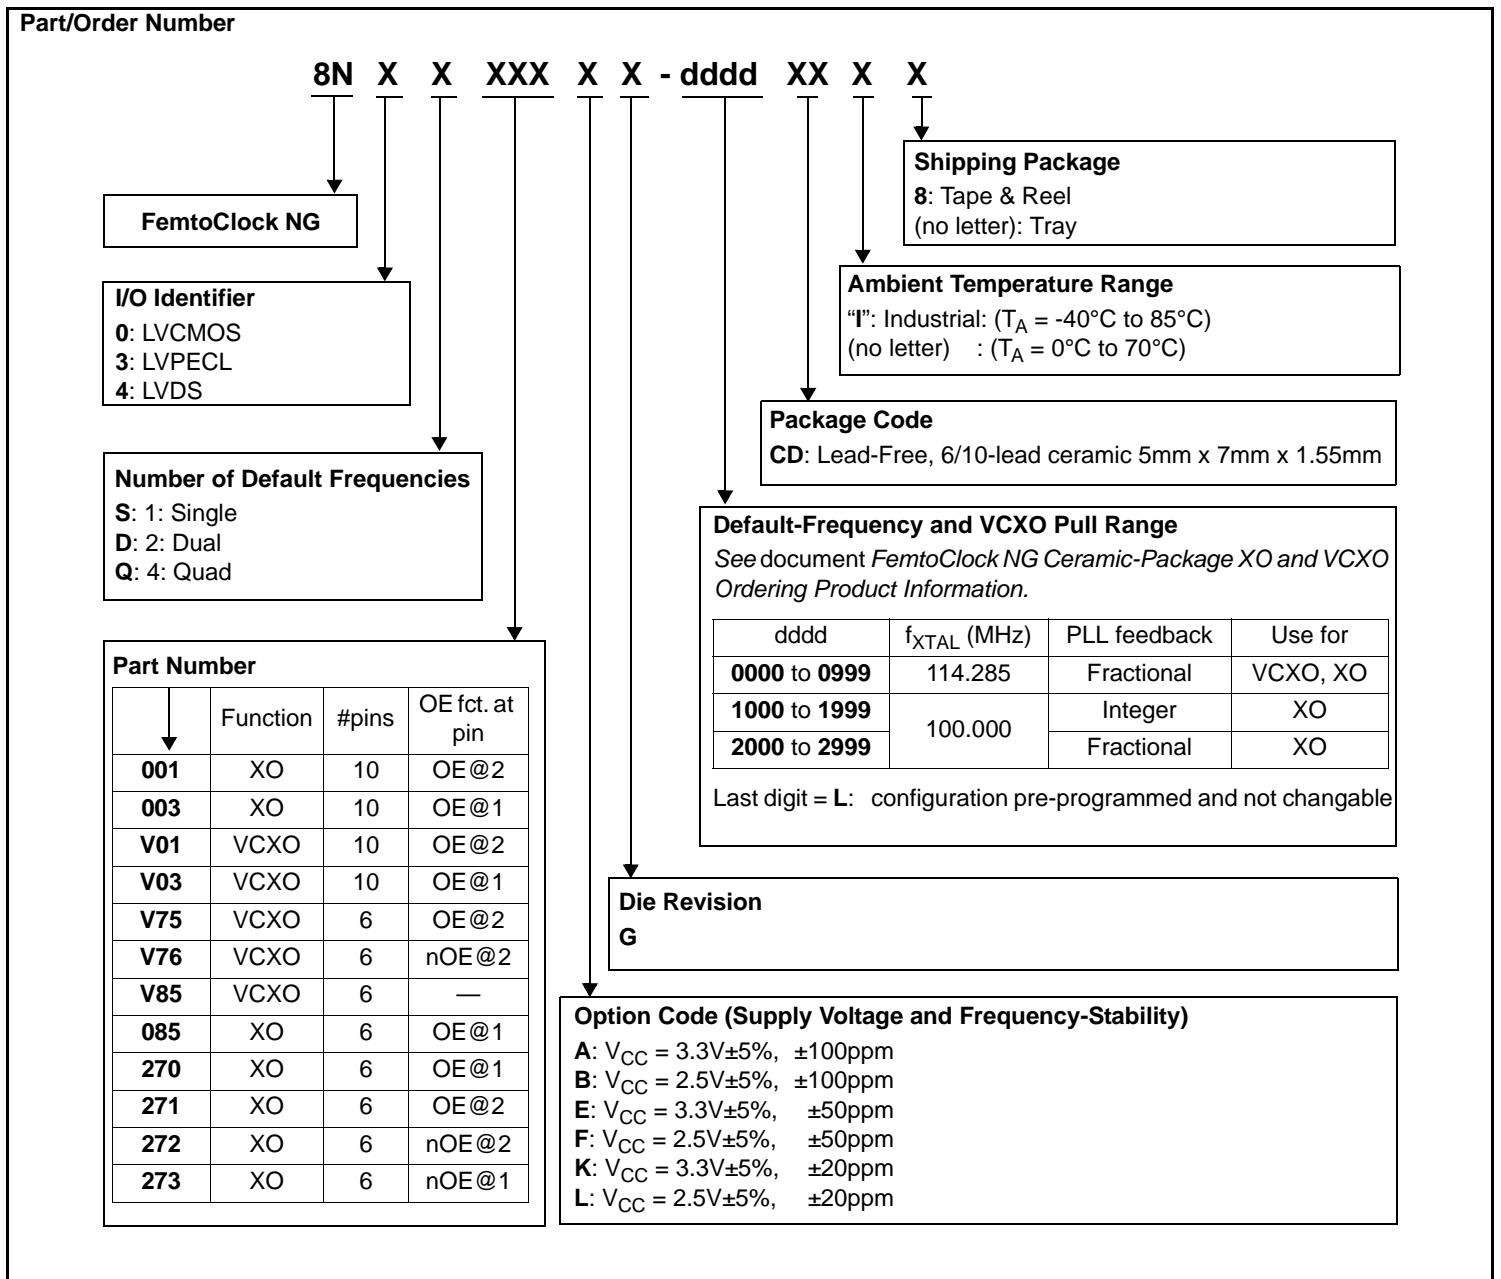 Part/Order Number
8N X X XXX X X - dddd XX X X
Shipping Package
8: Tape & Reel
(no letter): Tray
FemtoClock NG
Ambient Temperature Range
“I”: Industrial: (TA = -40°C to 85°C)
(no letter) : (TA = 0°C to 70°C)
I/O Identifier
0: LVCMOS
3: LVPECL
4: LVDS
Package Code
CD: Lead-Free, 6/10-lead ceramic 5mm x 7mm x 1.55mm
Number of Default Frequencies
S: 1: Single
D: 2: Dual
Q: 4: Quad
Default-Frequency and VCXO Pull Range
See document FemtoClock NG Ceramic-Package XO and VCXO
Ordering Product Information.
dddd fXTAL (MHz) PLL feedback Use for
0000 to 0999 114.285 Fractional VCXO, XO
1000 to 1999 100.000 Integer XO
2000 to 2999 Fractional XO
Last digit = L: configuration pre-programmed and not changable
Part Number
Function #pins OE fct. at
pin
001 XO 10 OE@2
003 XO 10 OE@1
V01 VCXO 10 OE@2
V03 VCXO 10 OE@1
V75 VCXO 6 OE@2
V76 VCXO 6 nOE@2
V85 VCXO 6 —
085 XO 6 OE@1
270 XO 6 OE@1
271 XO 6 OE@2
272 XO 6 nOE@2
273 XO 6 nOE@1
Die Revision
G
Option Code (Supply Voltage and Frequency-Stability)
A: VCC = 3.3V±5%, ±100ppm
B: VCC = 2.5V±5%, ±100ppm
E: VCC = 3.3V±5%, ±50ppm
F: VCC = 2.5V±5%, ±50ppm
K: VCC = 3.3V±5%, ±20ppm
L: VCC = 2.5V±5%, ±20ppm